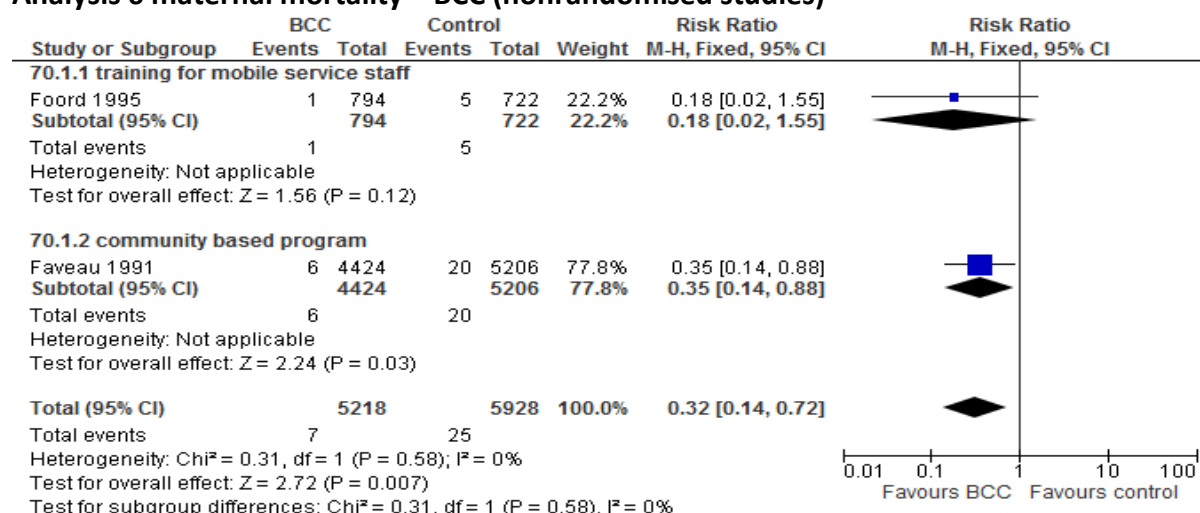 Analysis 6 maternal mortality – BCC (nonrandomised studies)
BCC Control Risk Ratio Risk Ratio
Study or Subgroup Events Total Events Total Weight M-H, Fixed, 95% CI M-H, Fixed, 95% CI
70.1.1 training for mobile service staff
Foord 1995 1 794 5 722 22.2% 0.18 [0.02, 1.55]
Subtotal (95% CI) 794 722 22.2% 0.18 [0.02, 1.55]
Total events 1 5
Heterogeneity: Not applicable
Test for overall effect: Z = 1.56 (P = 0.12)
70.1.2 community based program
Faveau 1991 6 4424 20 5206 77.8% 0.35 [0.14, 0.88]
Subtotal (95% CI) 4424 5206 77.8% 0.35 [0.14, 0.88]
Total events 6 20
Heterogeneity: Not applicable
Test for overall effect: Z = 2.24 (P = 0.03)
Total (95% CI) 5218 5928 100.0% 0.32 [0.14, 0.72]
Total events 7 25
Heterogeneity: Chi² = 0.31, df = 1 (P = 0.58); I² = 0%
Test for overall effect: Z = 2.72 (P = 0.007)
Test for subgroup differences: Chi² = 0.31, df = 1 (P = 0.58), I² = 0%
0.01 0.1 1 10 100
Favours BCC Favours control